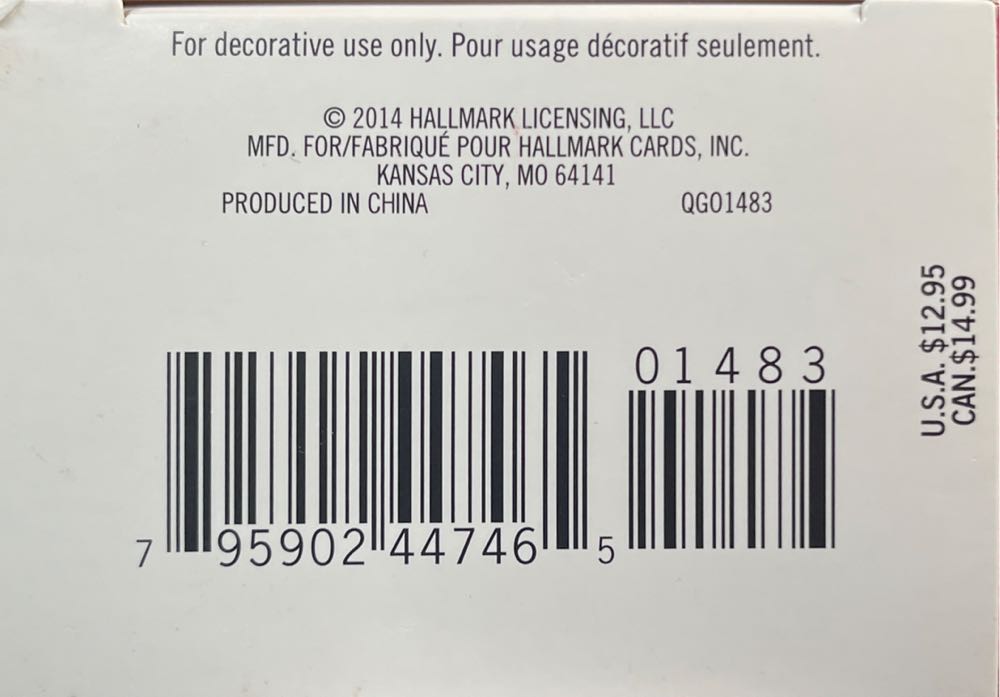 For decorative use only. Pour usage décoratif seulement.
© 2014 HALLMARK LICENSING, LLC
MFD. FOR/FABRIQUÉ POUR HALLMARK CARDS, INC.
KANSAS CITY, MO 64141
PRODUCED IN CHINA QGO1483
U.S.A. $12.95
CAN.$14.99
01483
7 95902 44746 5